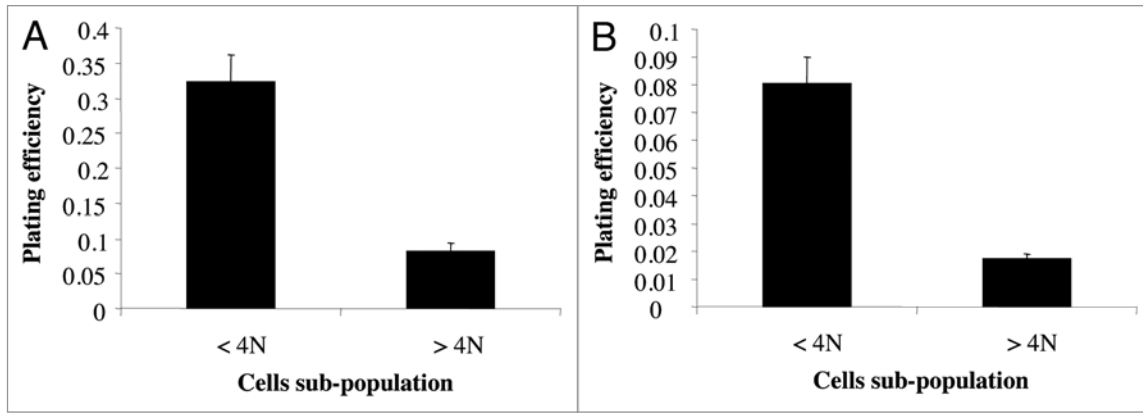 A
Plating efficiency
0.4
0.35
0.3
0.25
0.2
0.15
0.1
0.05
0
< 4N
> 4N
Cells sub-population
B
Plating efficiency
0.1
0.09
0.08
0.07
0.06
0.05
0.04
0.03
0.02
0.01
0
< 4N
> 4N
Cells sub-population